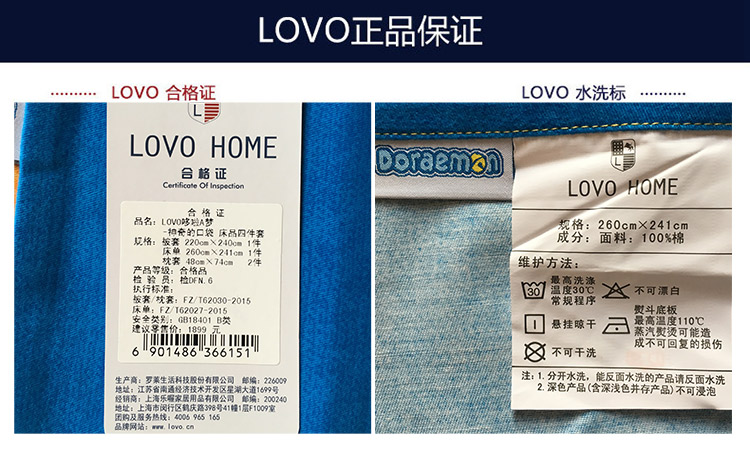 LOVO正品保证
LOVO 合格证
LOVO 水洗标
L
LOVO HOME
合格证
Certificate Of Inspection
合 格 证
品名: LOVO哆啦A梦
-神奇的口袋 床品四件套
规格: 被套 220cm×240cm 1件
床单 260cm×241cm 1件
枕套 48cm×74cm 2件
产品等级: 合格品
检 验 员: 检DFN.6
执行标准:
被套/枕套: FZ/T62030-2015
床单: FZ/T62027-2015
安全类别: GB18401 B类
建议零售价: 1899 元
6 901486 366151
生产商: 罗莱生活科技股份有限公司 邮编: 226009
地址: 江苏省南通经济技术开发区星湖大道1699号
经销商: 上海乐喔家居用品有限公司 邮编: 200240
地址: 上海市闵行区鹤庆路398号41幢1层F1009室
团购及服务热线: 4006 965 165
品牌网站: www.lovo.cn
Doraemon
L
LOVO HOME
规格: 260cm×241cm
成分: 面料: 100%棉
维护方法:
30
最高洗涤
温度30℃
常规程序
不可漂白
悬挂晾干
熨斗底板
最高温度110℃
蒸汽熨烫可能造
成不可回复的损伤
不可干洗
注: 1.分开水洗, 能反面水洗的产品请反面水洗
2.深色产品(含深浅色并存产品)不可浸泡